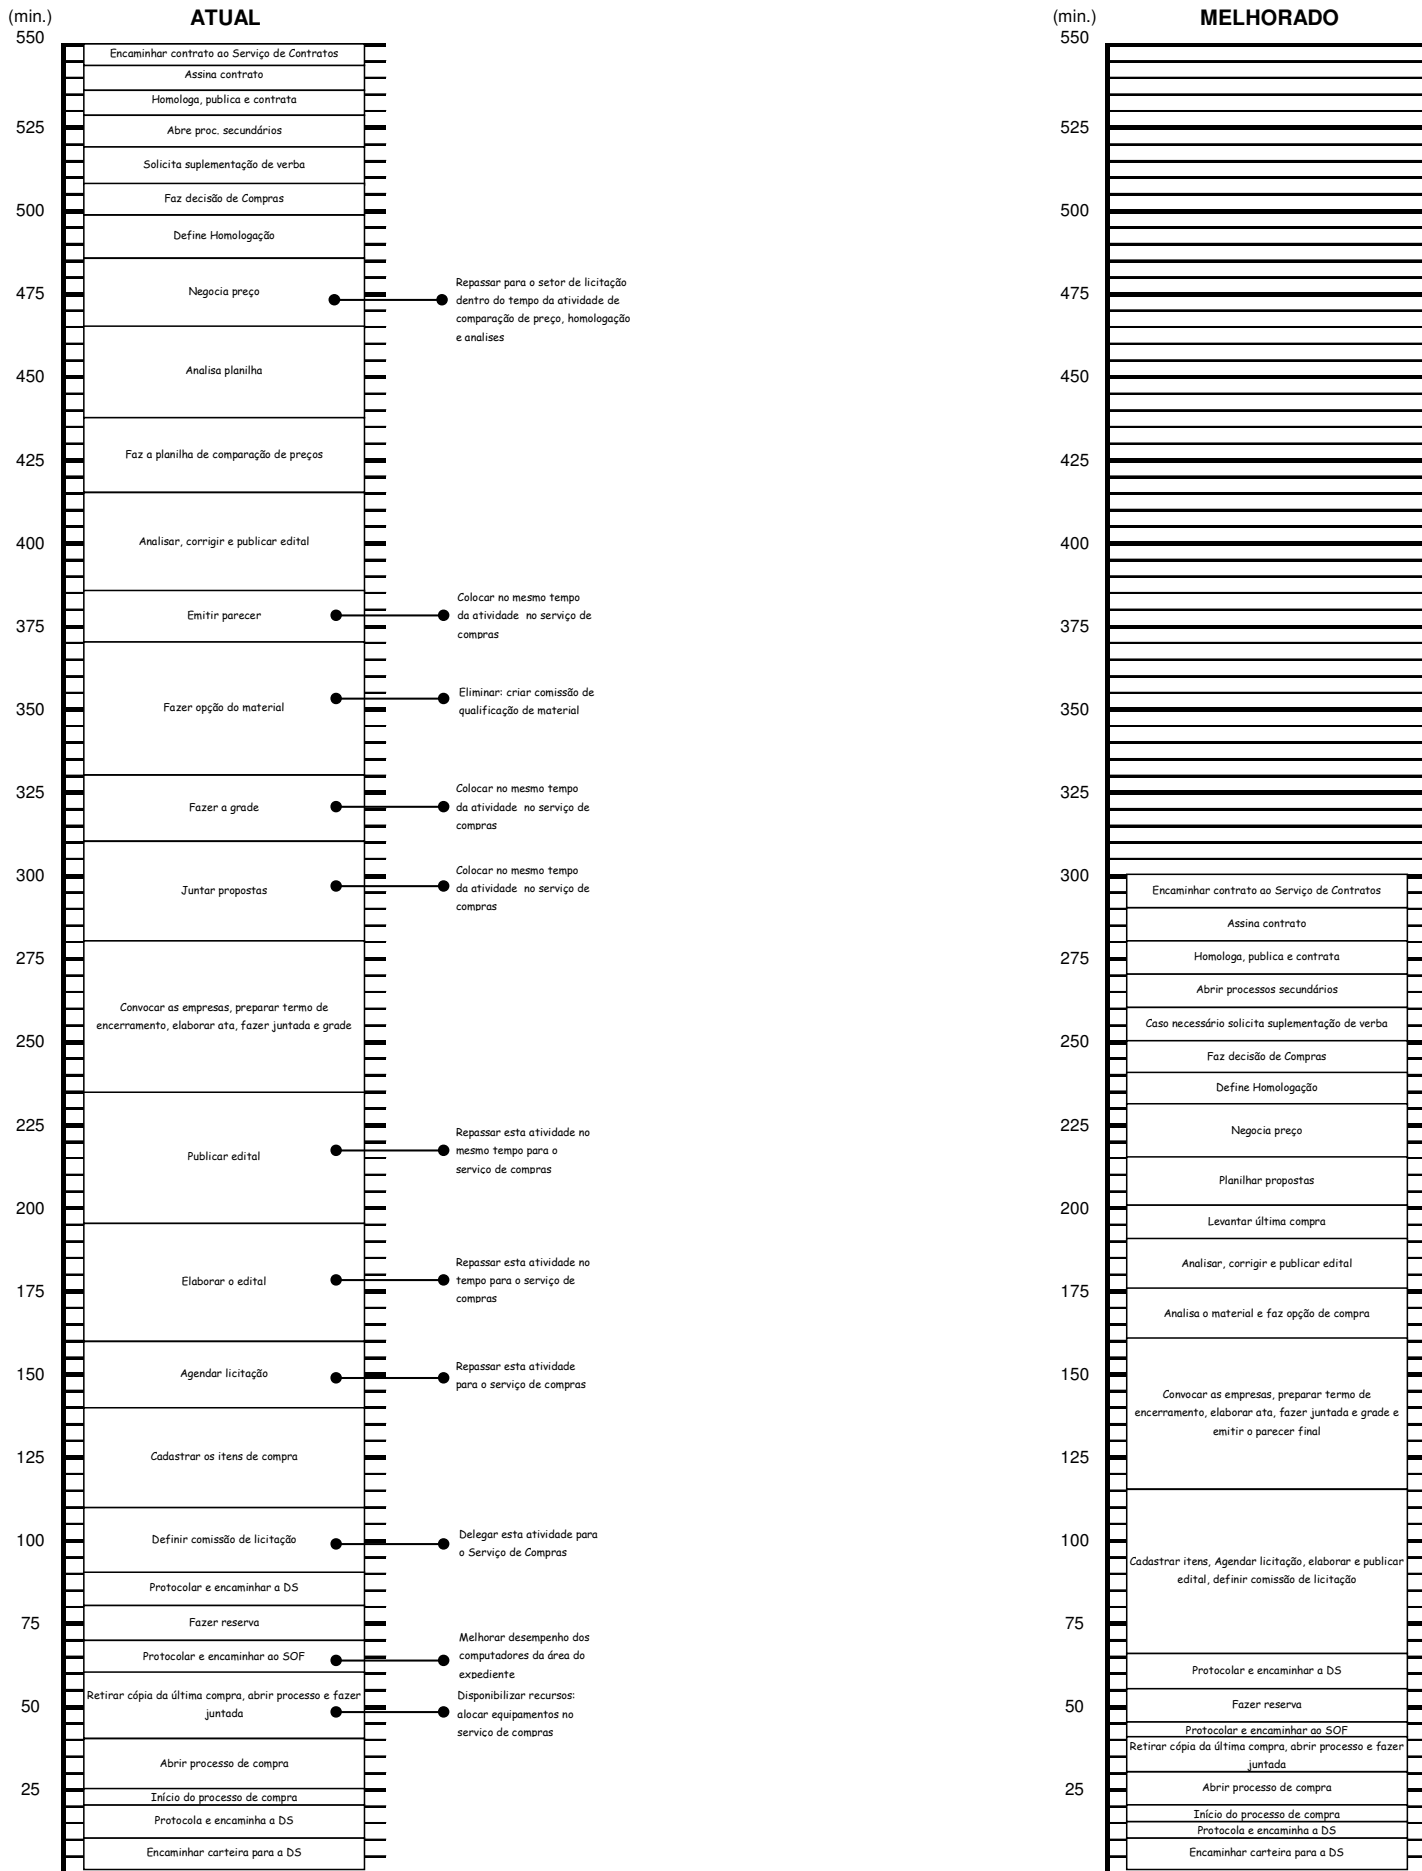 (min.)
ATUAL
550
Encaminhar contrato ao Serviço de Contratos
Assina contrato
Homologa, publica e contrata
525
Abre proc. secundários
Solicita suplementação de verba
Faz decisão de Compras
500
Define Homologação
475
Negocia preço
Repassar para o setor de licitação
dentro do tempo da atividade de
comparação de preço, homologação
e analises
450
Analisa planilha
425
Faz a planilha de comparação de preços
400
Analisar, corrigir e publicar edital
375
Emitir parecer
Colocar no mesmo tempo
da atividade no serviço de
compras
350
Fazer opção do material
Eliminar: criar comissão de
qualificação de material
325
Fazer a grade
Colocar no mesmo tempo
da atividade no serviço de
compras
300
Juntar propostas
Colocar no mesmo tempo
da atividade no serviço de
compras
275
Convocar as empresas, preparar termo de
encerramento, elaborar ata, fazer juntada e grade
250
225
Publicar edital
Repassar esta atividade no
mesmo tempo para o
serviço de compras
200
Elaborar o edital
Repassar esta atividade no
tempo para o serviço de
compras
175
150
Agendar licitação
Repassar esta atividade
para o serviço de compras
125
Cadastrar os itens de compra
100
Definir comissão de licitação
Delegar esta atividade para
o Serviço de Compras
Protocolar e encaminhar a DS
75
Fazer reserva
Protocolar e encaminhar ao SOF
Melhorar desempenho dos
computadores da área do
expediente
50
Retirar cópia da última compra, abrir processo e fazer
juntada
Disponibilizar recursos:
alocar equipamentos no
serviço de compras
Abrir processo de compra
25
Início do processo de compra
Protocola e encaminha a DS
Encaminhar carteira para a DS
(min.)
MELHORADO
550
525
500
475
450
425
400
375
350
325
300
Encaminhar contrato ao Serviço de Contratos
Assina contrato
275
Homologa, publica e contrata
Abrir processos secundários
Caso necessário solicita suplementação de verba
250
Faz decisão de Compras
Define Homologação
225
Negocia preço
Planilhar propostas
200
Levantar última compra
Analisar, corrigir e publicar edital
175
Analisa o material e faz opção de compra
150
Convocar as empresas, preparar termo de
encerramento, elaborar ata, fazer juntada e grade e
emitir o parecer final
125
100
Cadastrar itens, Agendar licitação, elaborar e publicar
edital, definir comissão de licitação
75
Protocolar e encaminhar a DS
50
Fazer reserva
Protocolar e encaminhar ao SOF
Retirar cópia da última compra, abrir processo e fazer
juntada
25
Abrir processo de compra
Início do processo de compra
Protocola e encaminha a DS
Encaminhar carteira para a DS